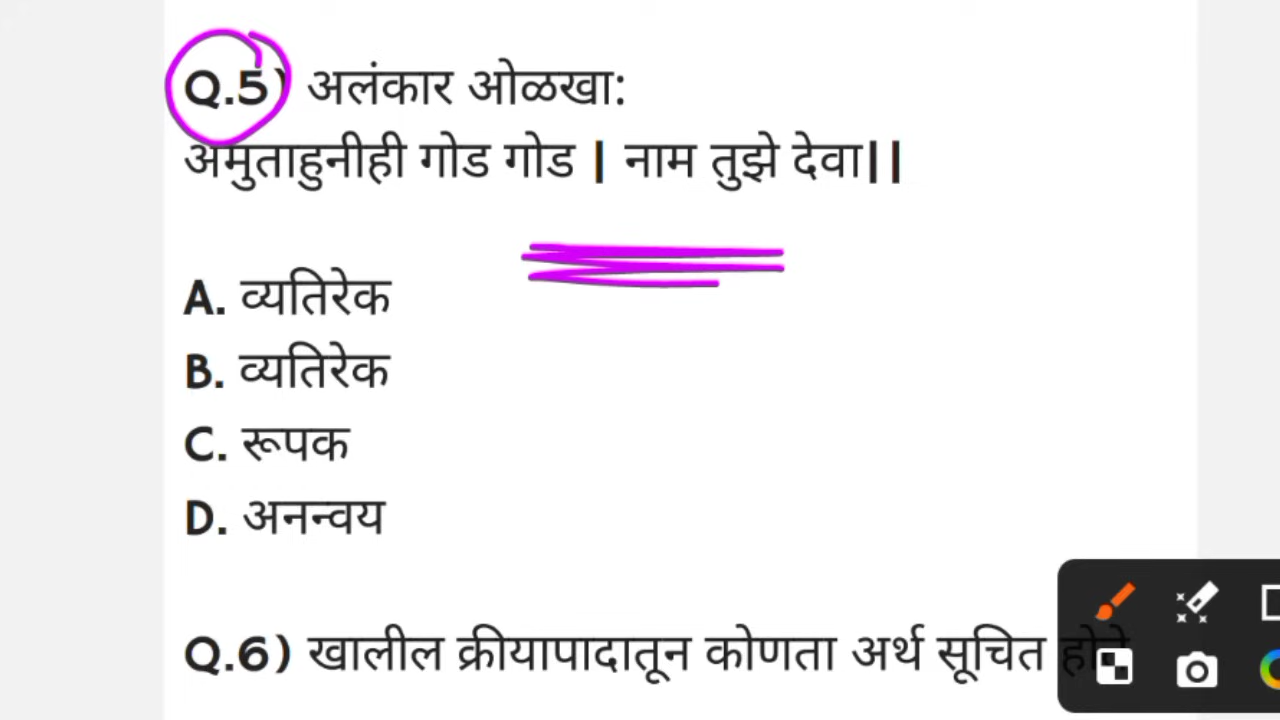 Q.5) अलंकार ओळखा:
अमुताहुनीही गोड गोड | नाम तुझे देवा||
A. व्यतिरेक
B. व्यतिरेक
C. रूपक
D. अनन्वय
Q.6) खालील क्रीयापादातून कोणता अर्थ सूचित होते